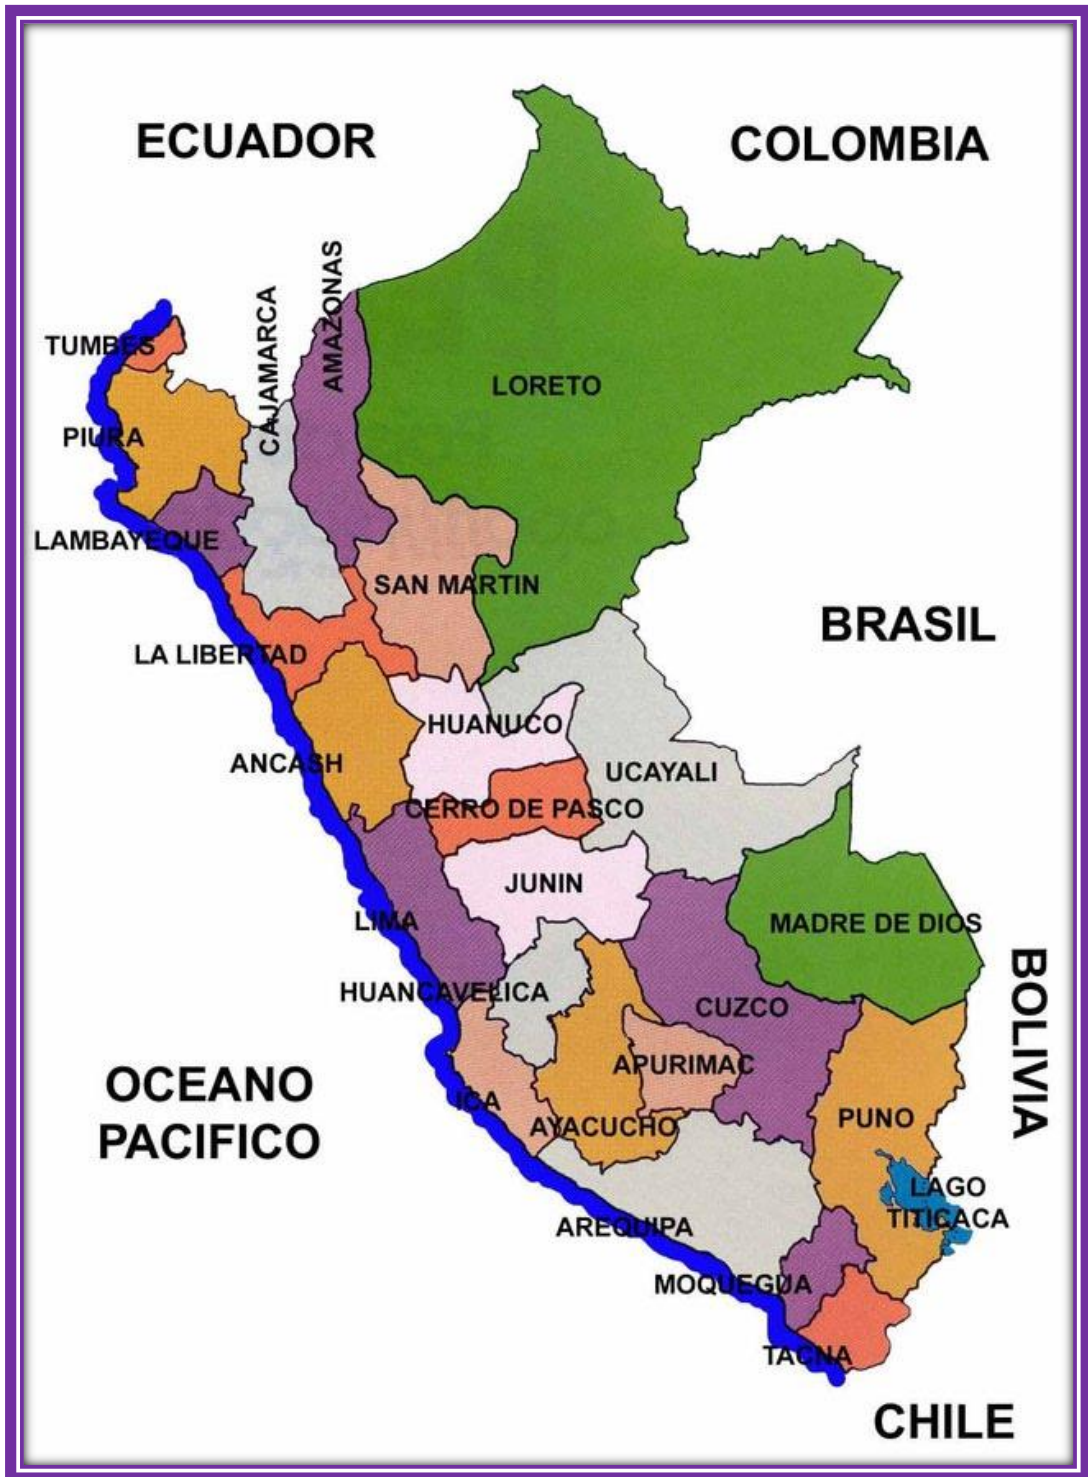 ECUADOR
COLOMBIA
AMAZONAS
CAJAMARCA
TUMBES
LORETO
PIURA
LAMBAYEQUE
SAN MARTIN
BRASIL
LA LIBERTAD
HUANUCO
ANCASH
UCAYALI
CERRO DE PASCO
JUNIN
LIMA
MADRE DE DIOS
HUANCAVELICA
CUZCO
BOLIVIA
APURIMAC
OCEANO
PACIFICO
ICA
AYACUCHO
PUNO
LAGO
TITICACA
AREQUIPA
MOQUEGUA
TACNA
CHILE